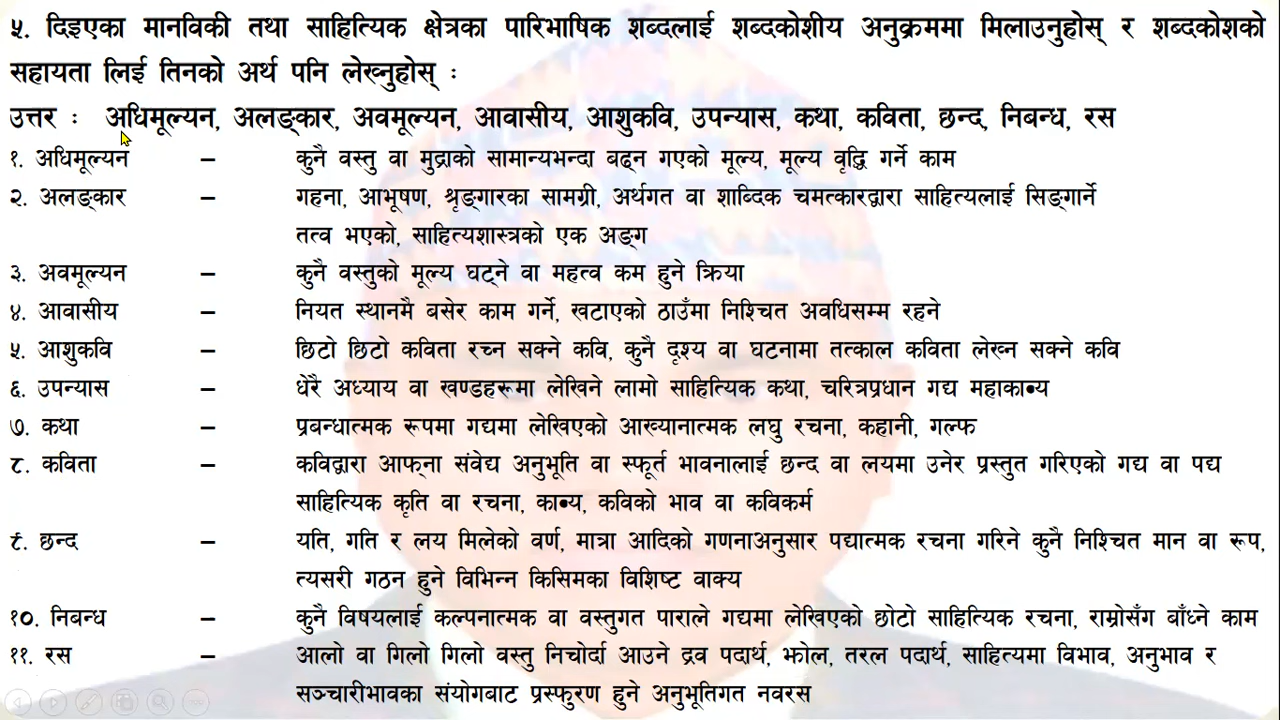 ५. दिइएका मानविकी तथा साहित्यिक क्षेत्रका पारिभाषिक शब्दलाई शब्दकोशीय अनुक्रममा मिलाउनुहोस् र शब्दकोशको
सहायता लिई तिनको अर्थ पनि लेख्नुहोस् :
उत्तर : अधिमूल्यन, अलङ्कार, अवमूल्यन, आवासीय, आशुकवि, उपन्यास, कथा, कविता, छन्द, निबन्ध, रस
१. अधिमूल्यन – कुनै वस्तु वा मुद्राको सामान्यभन्दा बढ्न गएको मूल्य, मूल्य वृद्धि गर्ने काम
२. अलङ्कार – गहना, आभूषण, श्रृङ्गारका सामग्री, अर्थगत वा शाब्दिक चमत्कारद्वारा साहित्यलाई सिङ्गार्ने
तत्व भएको, साहित्यशास्त्रको एक अङ्ग
३. अवमूल्यन – कुनै वस्तुको मूल्य घट्ने वा महत्व कम हुने क्रिया
४. आवासीय – नियत स्थानमै बसेर काम गर्ने, खटाएको ठाउँमा निश्चित अवधिसम्म रहने
५. आशुकवि – छिटो छिटो कविता रच्न सक्ने कवि, कुनै दृश्य वा घटनामा तत्काल कविता लेख्न सक्ने कवि
६. उपन्यास – धेरै अध्याय वा खण्डहरूमा लेखिने लामो साहित्यिक कथा, चरित्रप्रधान गद्य महाका•य
७. कथा – प्रबन्धात्मक रूपमा गद्यमा लेखिएको आख्यानात्मक लघु रचना, कहानी, गल्फ
८. कविता – कविद्वारा आफ्ना संवेद्य अनुभूति वा स्फूर्त भावनालाई छन्द वा लयमा उनेर प्रस्तुत गरिएको गद्य वा पद्य
साहित्यिक कृति वा रचना, का•य, कविको भाव वा कविकर्म
९. छन्द – यति, गति र लय मिलेको वर्ण, मात्रा आदिको गणनाअनुसार पद्यात्मक रचना गरिने कुनै निश्चित मान वा रूप,
त्यसरी गठन हुने विभिन्न किसिमका विशिष्ट वाक्य
१०. निबन्ध – कुनै विषयलाई कल्पनात्मक वा वस्तुगत पाराले गद्यमा लेखिएको छोटो साहित्यिक रचना, राम्रोसँग बाँध्ने काम
११. रस – आलो वा गिलो गिलो वस्तु निचोर्दा आउने द्रव पदार्थ, झोल, तरल पदार्थ, साहित्यमा विभाव, अनुभाव र
सञ्चारीभावका संयोगबाट प्रस्फुरण हुने अनुभूतिगत नवरस